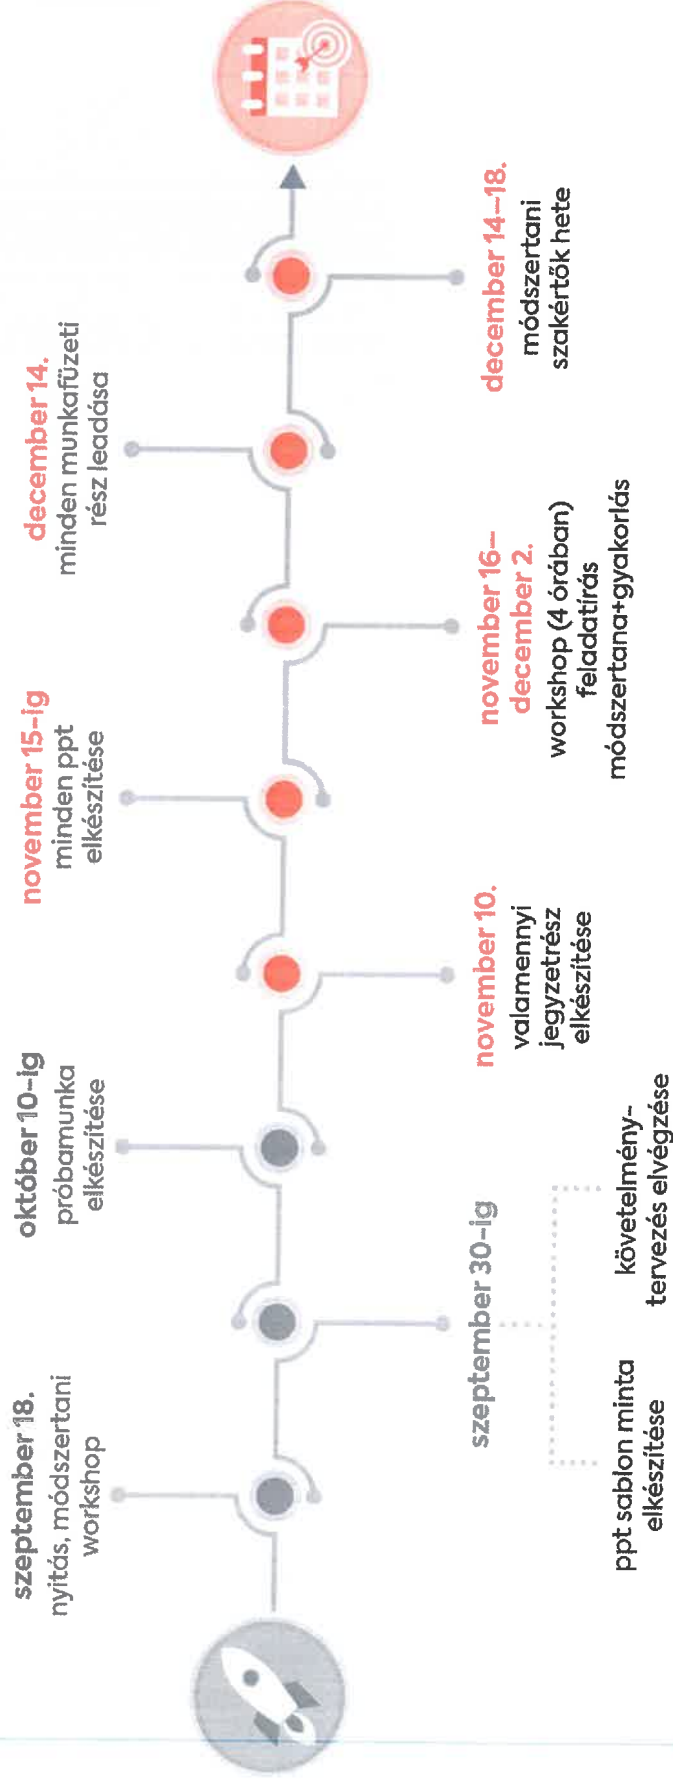 szeptember 18.
nyitás, módszertani
workshop
szeptember 30-ig
ppt sablon minta
elkészítése
követelmény-
tervezés elvégzése
október 10-ig
próbamunka
elkészítése
november 10.
valamennyi
jegyzetrész
elkészítése
november 15-ig
minden ppt
elkészítése
november 16–
december 2.
workshop (4 órában)
feladatírás
módszertana+gyakorlás
december 14.
minden munkafüzeti
rész leadása
december 14–18.
módszertani
szakértők hete